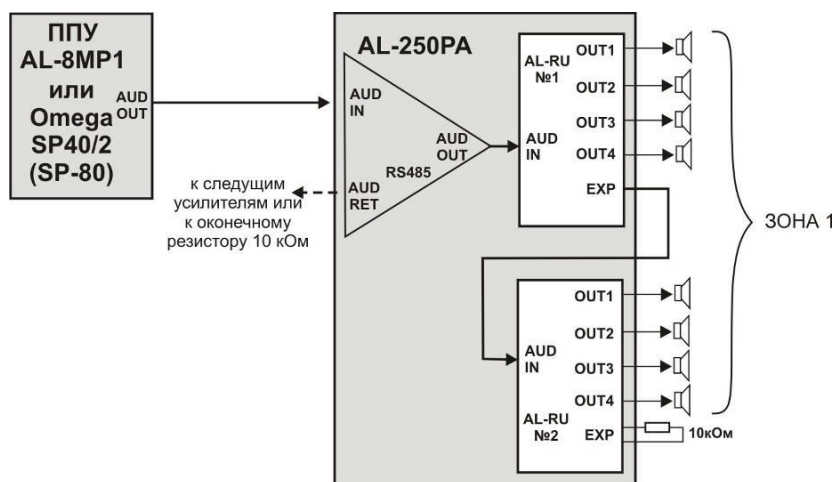 ППУ
AL-8MP1
или
Omega
SP40/2
(SP-80)
AUD
OUT
AL-250PA
AUD
IN
AUD
OUT
RS485
AUD
RET
к следущим
усилителям или
к оконечному
резистору 10 кОм
AL-RU
№1
AUD
IN
OUT1
OUT2
OUT3
OUT4
EXP
ЗОНА 1
AUD
IN
AL-RU
№2
OUT1
OUT2
OUT3
OUT4
EXP
10кОм